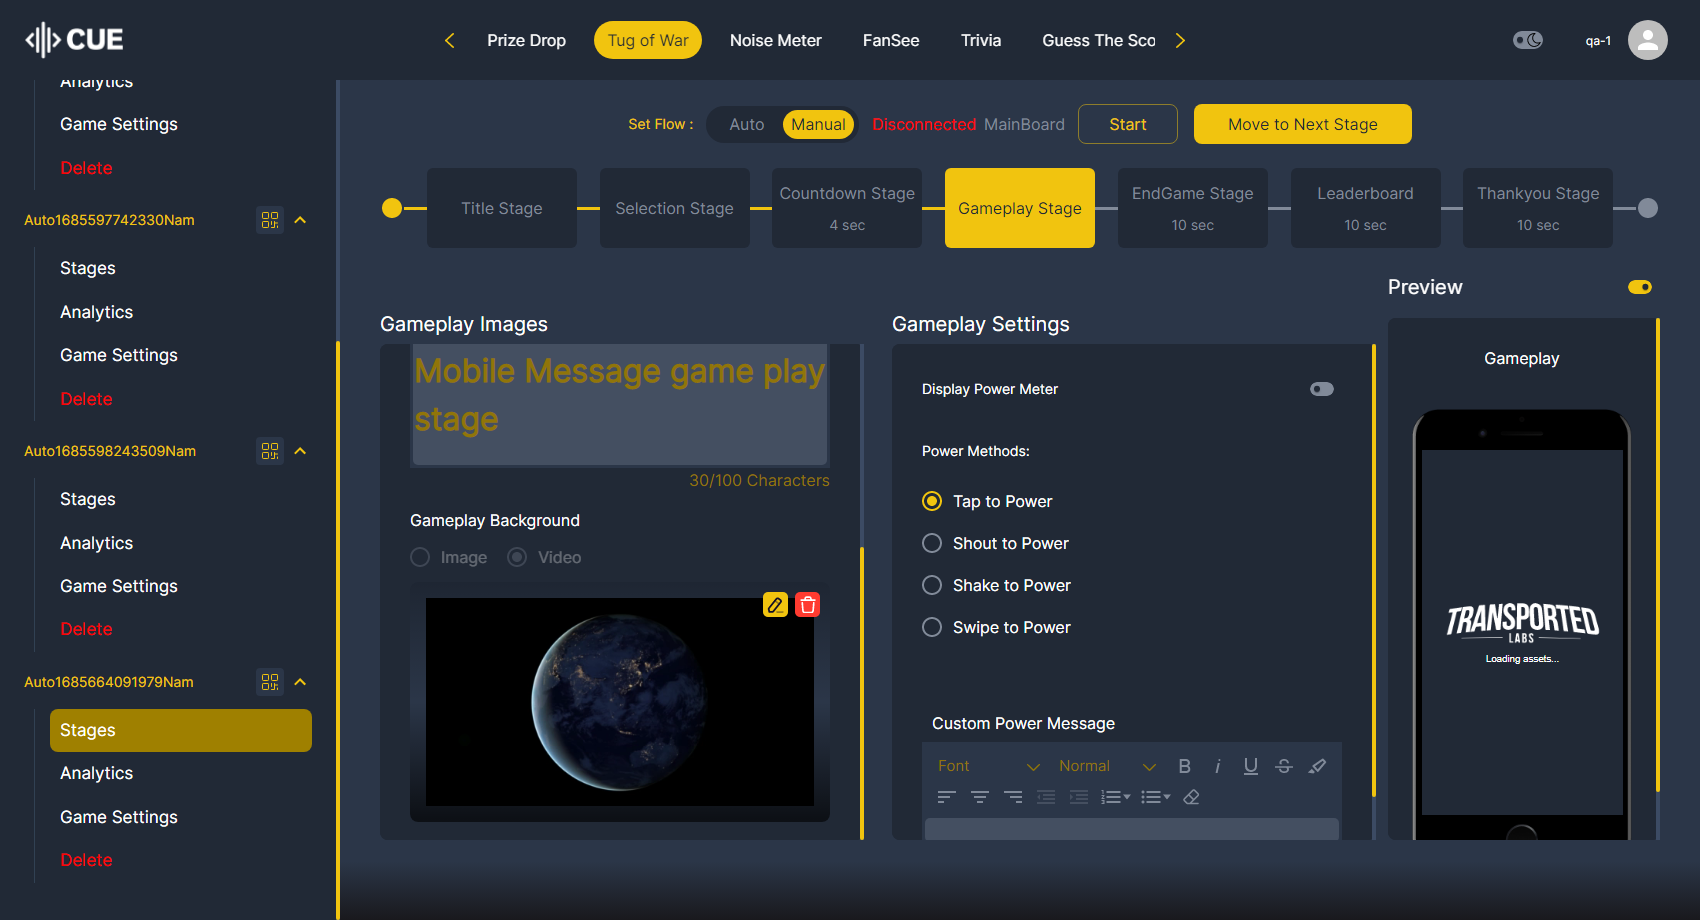 CUE
Prize Drop
Tug of War
Noise Meter
FanSee
Trivia
Guess The Sco
qa-1
Analytics
Game Settings
Delete
Auto1685597742330Nam
Stages
Analytics
Game Settings
Delete
Auto1685598243509Nam
Stages
Analytics
Game Settings
Delete
Auto1685664091979Nam
Stages
Analytics
Game Settings
Delete
Set Flow :
Auto
Manual
Disconnected MainBoard
Start
Move to Next Stage
Title Stage
Selection Stage
Countdown Stage
4 sec
Gameplay Stage
EndGame Stage
10 sec
Leaderboard
10 sec
Thankyou Stage
10 sec
Gameplay Images
Mobile Message game play
stage
30/100 Characters
Gameplay Background
Image
Video
Gameplay Settings
Display Power Meter
Power Methods:
Tap to Power
Shout to Power
Shake to Power
Swipe to Power
Custom Power Message
Font
Normal
Preview
Gameplay
TRANSPORTED
LABS
Loading assets...